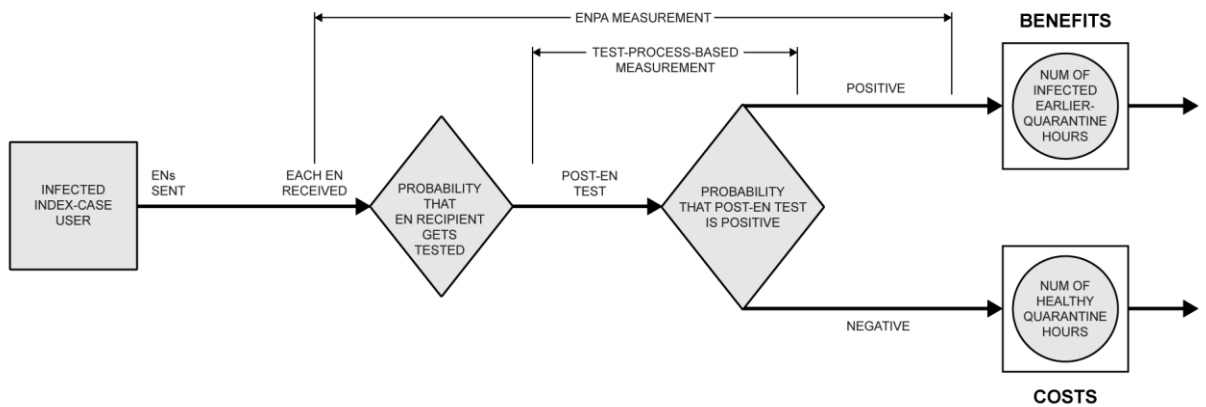 ENPA MEASUREMENT
BENEFITS
TEST-PROCESS-BASED
MEASUREMENT
POSITIVE
NUM OF
INFECTED
EARLIER-
QUARANTINE
HOURS
INFECTED
INDEX-CASE
USER
ENs
SENT
EACH EN
RECEIVED
PROBABILITY
THAT
EN RECIPIENT
GETS
TESTED
POST-EN
TEST
PROBABILITY
THAT POST-EN TEST
IS POSITIVE
NEGATIVE
NUM OF
HEALTHY
QUARANTINE
HOURS
COSTS